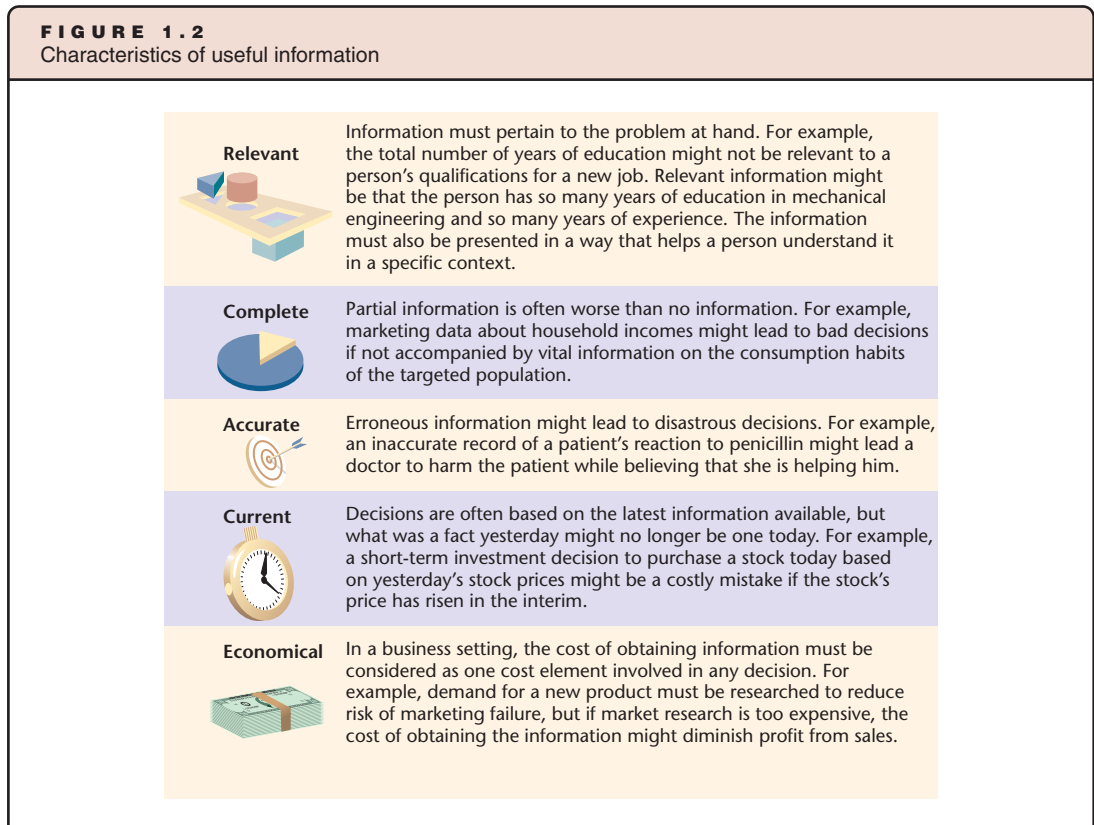 FIGURE 1.2
Characteristics of useful information
Relevant
Information must pertain to the problem at hand. For example,
the total number of years of education might not be relevant to a
person's qualifications for a new job. Relevant information might
be that the person has so many years of education in mechanical
engineering and so many years of experience. The information
must also be presented in a way that helps a person understand it
in a specific context.
Complete
Partial information is often worse than no information. For example,
marketing data about household incomes might lead to bad decisions
if not accompanied by vital information on the consumption habits
of the targeted population.
Accurate
Erroneous information might lead to disastrous decisions. For example,
an inaccurate record of a patient's reaction to penicillin might lead a
doctor to harm the patient while believing that she is helping him.
Current
Decisions are often based on the latest information available, but
what was a fact yesterday might no longer be one today. For example,
a short-term investment decision to purchase a stock today based
on yesterday's stock prices might be a costly mistake if the stock's
price has risen in the interim.
Economical
In a business setting, the cost of obtaining information must be
considered as one cost element involved in any decision. For
example, demand for a new product must be researched to reduce
risk of marketing failure, but if market research is too expensive, the
cost of obtaining the information might diminish profit from sales.